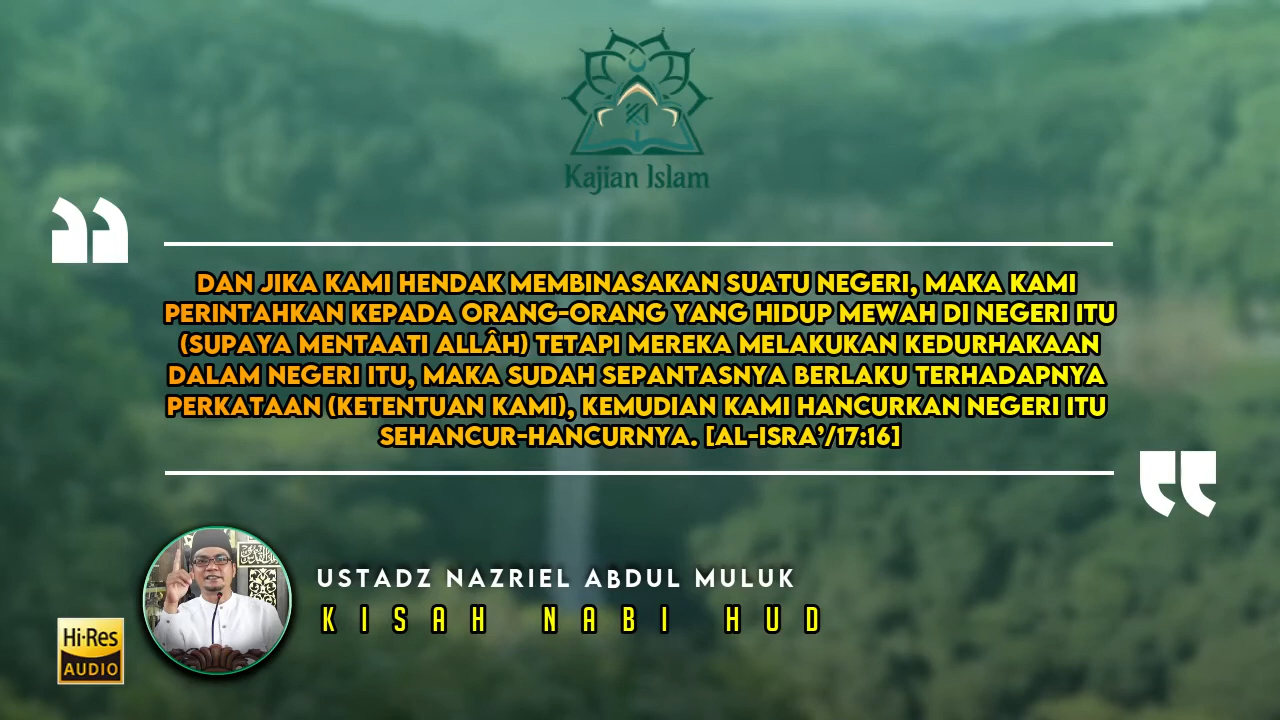 Kajian Islam
DAN JIKA KAMI HENDAK MEMBINASAKAN SUATU NEGERI, MAKA KAMI
PERINTAHKAN KEPADA ORANG-ORANG YANG HIDUP MEWAH DI NEGERI ITU
(SUPAYA MENTAATI ALLÂH) TETAPI MEREKA MELAKUKAN KEDURHAKAAN
DALAM NEGERI ITU, MAKA SUDAH SEPANTASNYA BERLAKU TERHADAPNYA
PERKATAAN (KETENTUAN KAMI), KEMUDIAN KAMI HANCURKAN NEGERI ITU
SEHANCUR-HANCURNYA. [AL-ISRA’/17:16]
USTADZ NAZRIEL ABDUL MULUK
KISAH NABI HUD
Hi-Res
AUDIO